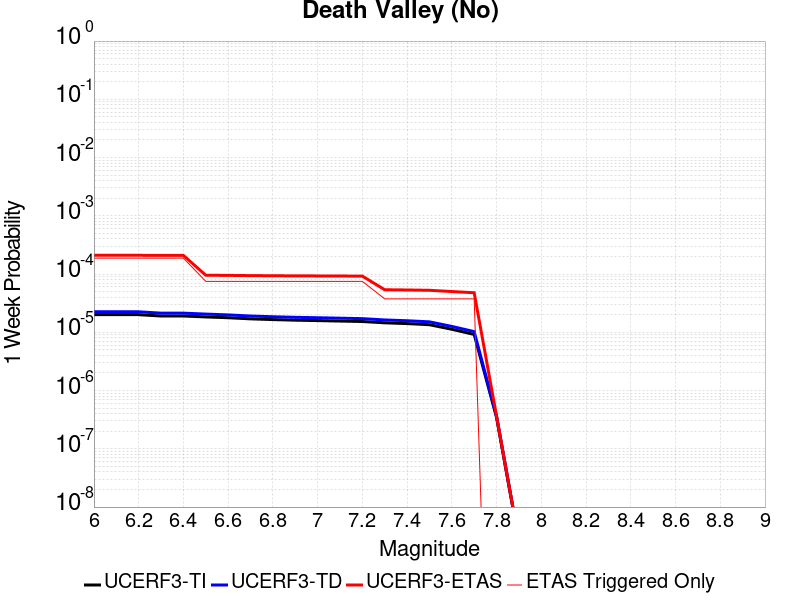 Death Valley (No)
10^0
10^-1
10^-2
10^-3
10^-4
10^-5
10^-6
10^-7
10^-8
1 Week Probability
6 6.2 6.4 6.6 6.8 7 7.2 7.4 7.6 7.8 8 8.2 8.4 8.6 8.8 9
Magnitude
UCERF3-TI UCERF3-TD UCERF3-ETAS ETAS Triggered Only